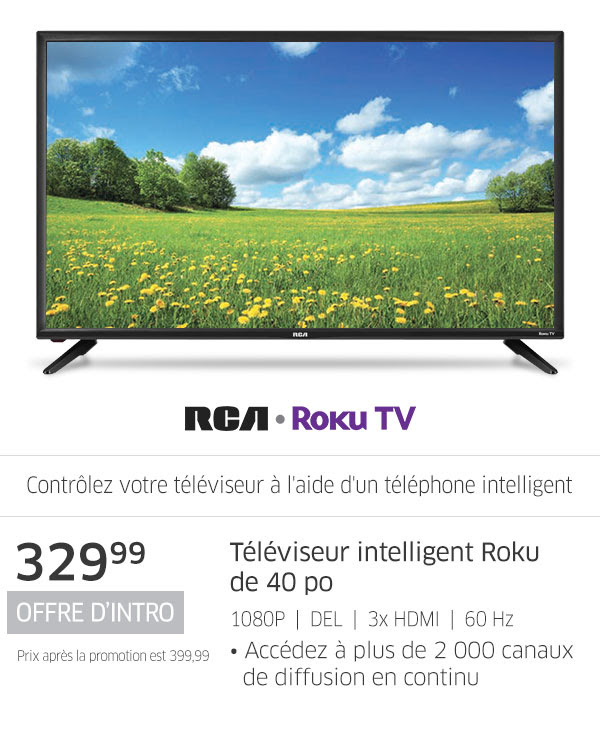 RCA
Roku TV
RCA • Roku TV
Contrôlez votre téléviseur à l'aide d'un téléphone intelligent
329⁹⁹
OFFRE D'INTRO
Prix après la promotion est 399,99
Téléviseur intelligent Roku
de 40 po
1080P | DEL | 3x HDMI | 60 Hz
• Accédez à plus de 2 000 canaux
de diffusion en continu